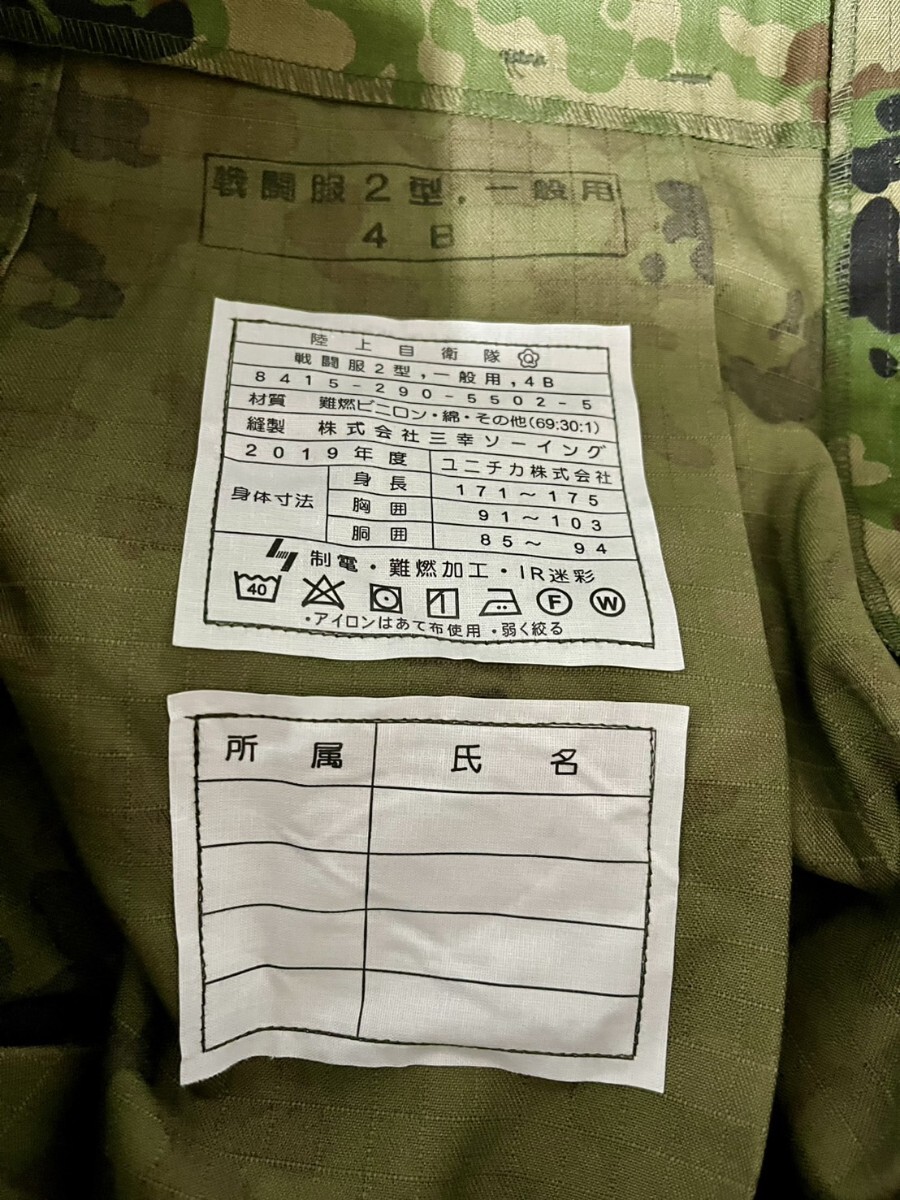 戦闘服2型,一般用
4 B
陸上自衛隊
戦闘服2型,一般用,4B
8415-290-5502-5
材質 難燃ビニロン・綿・その他(69:30:1)
縫製 株式会社三幸ソーイング
2019年度 ユニチカ株式会社
身体寸法
身長 171～175
胸囲 91～103
胴囲 85～ 94
制電・難燃加工・IR迷彩
40 F W
・アイロンはあて布使用・弱く絞る
所属 氏名